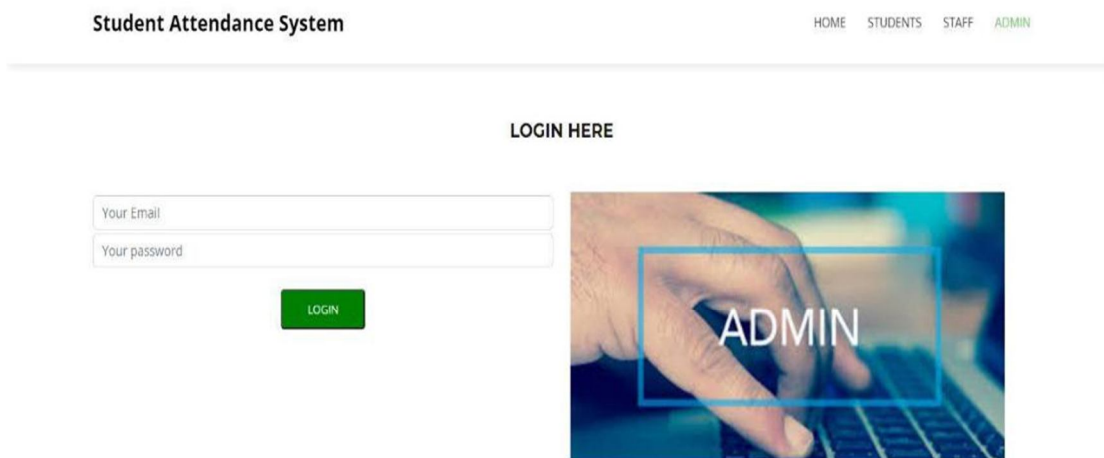 Student Attendance System
HOME STUDENTS STAFF ADMIN
LOGIN HERE
Your Email
Your password
LOGIN
ADMIN